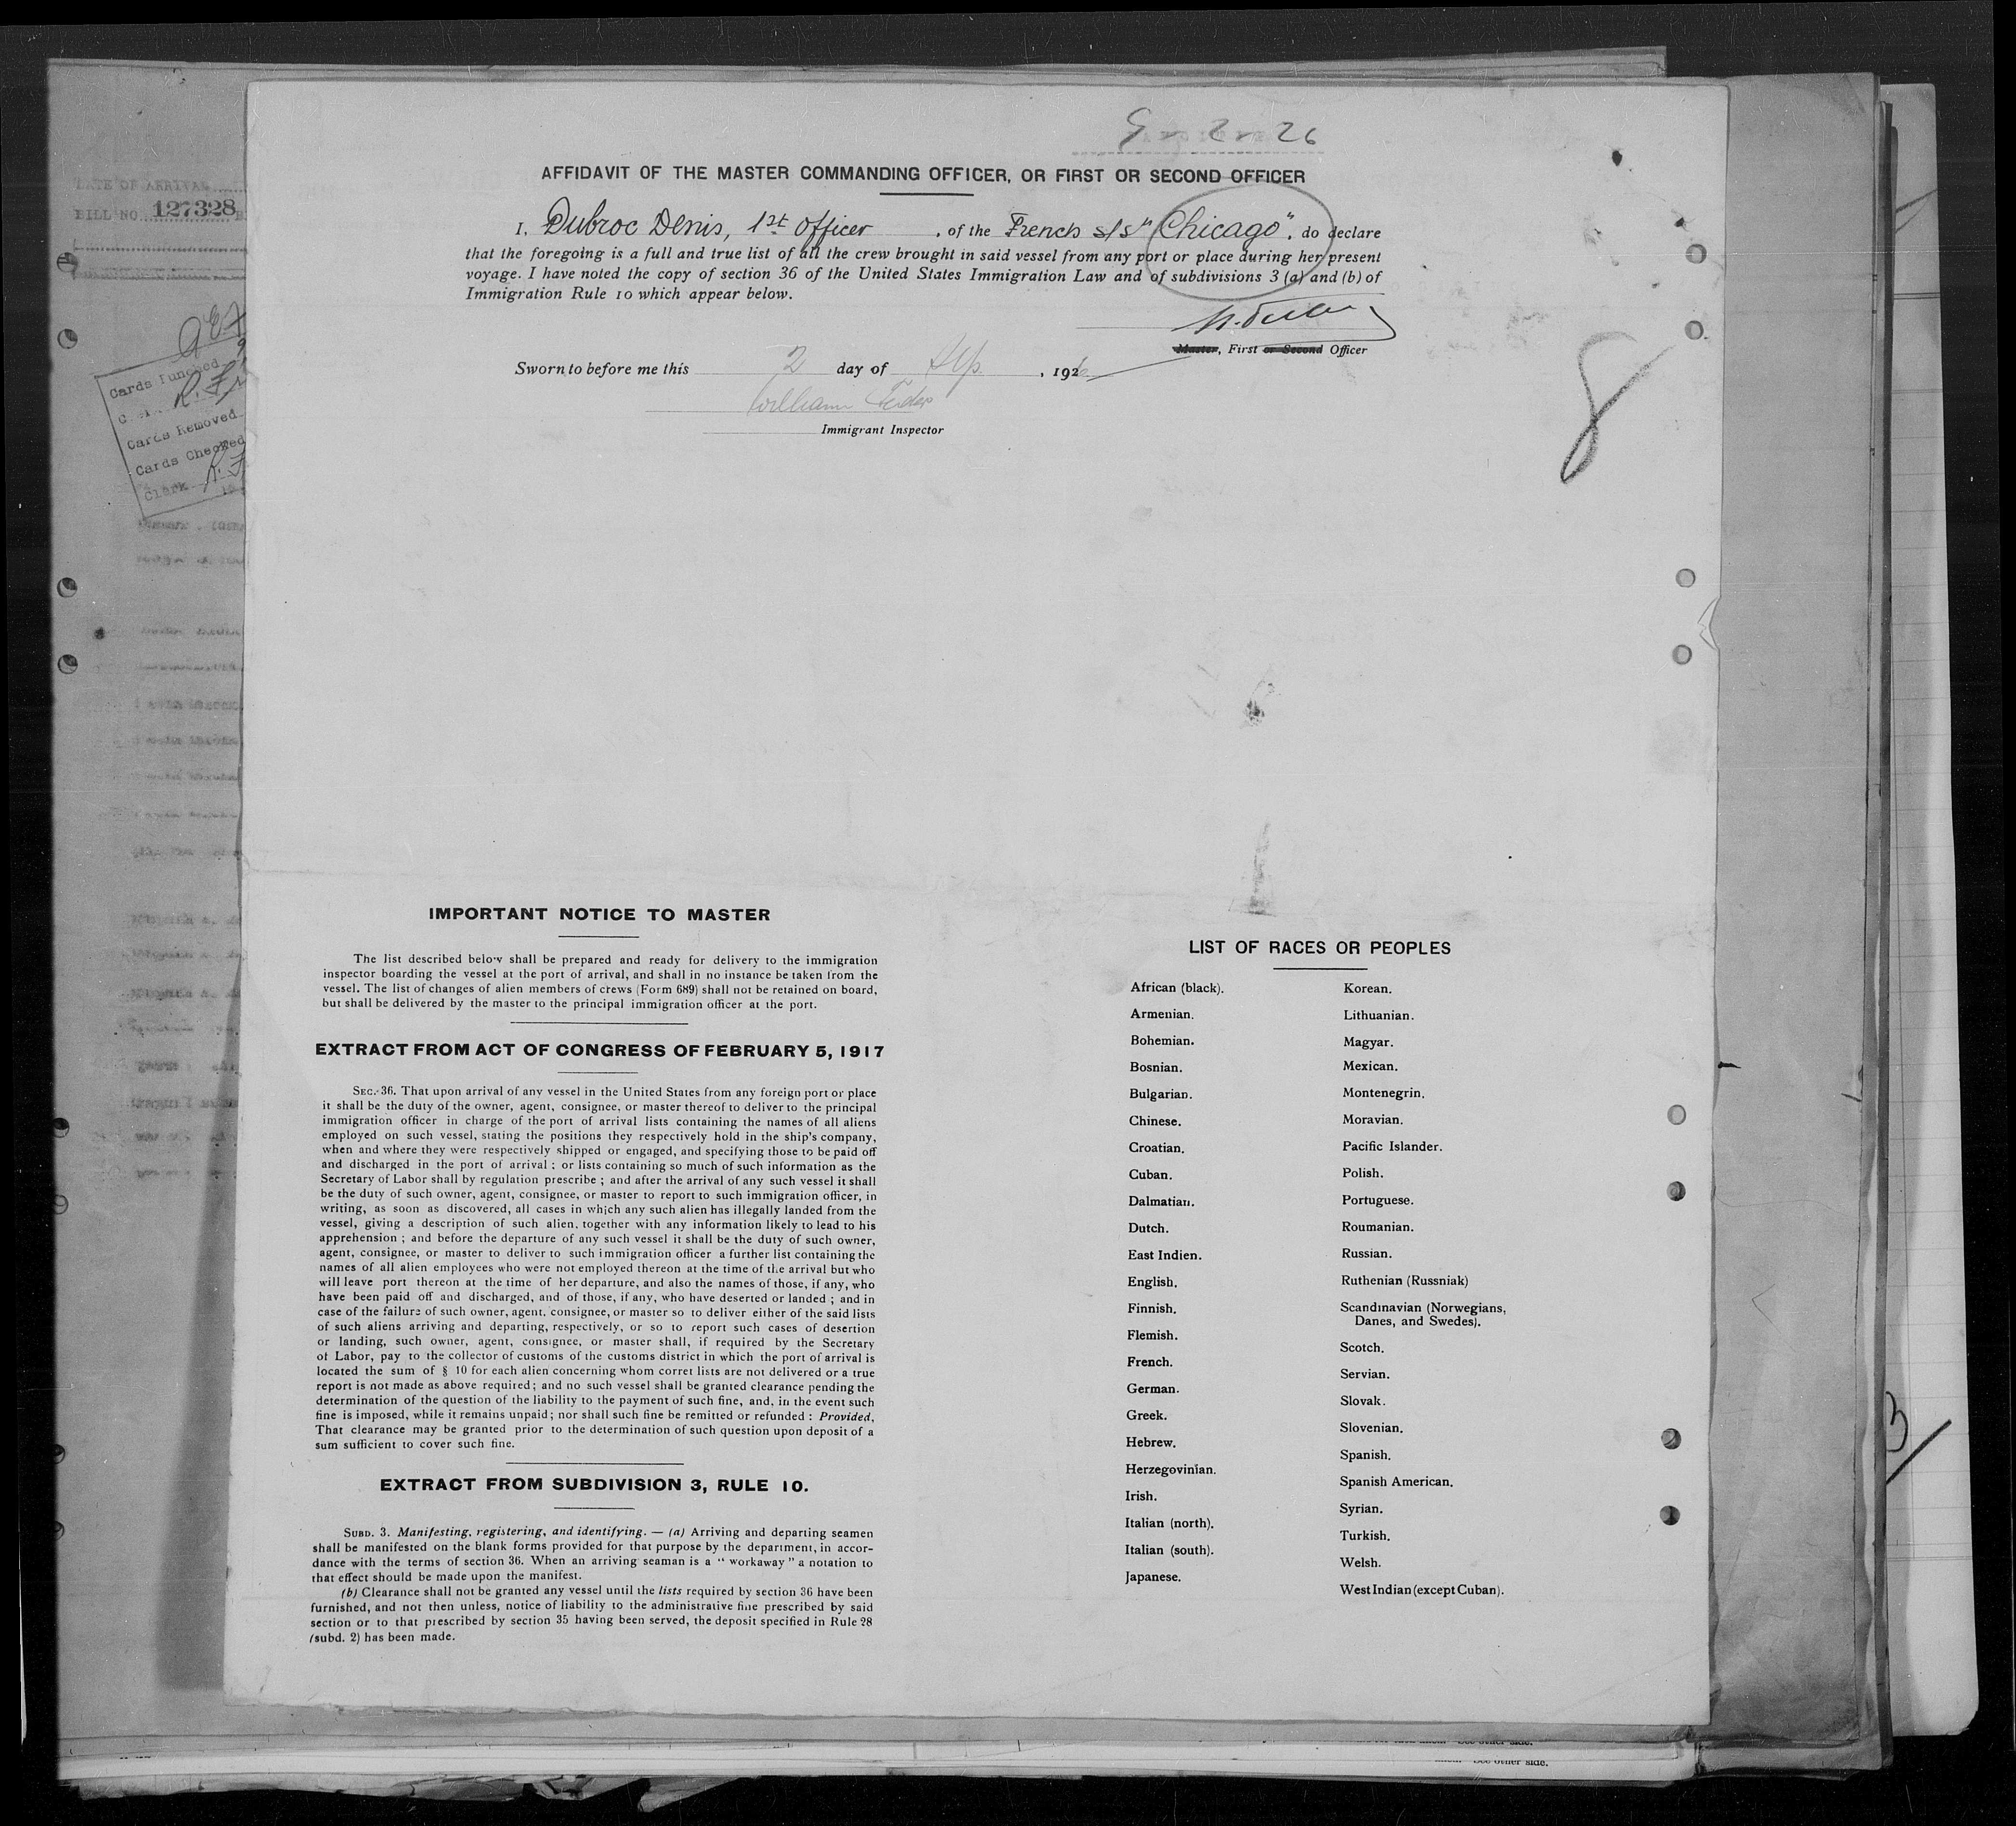 9 - 2 - 26
AFFIDAVIT OF THE MASTER COMMANDING OFFICER, OR FIRST OR SECOND OFFICER
I, Dubroc Denis, 1st officer, of the French s/s "Chicago", do declare
that the foregoing is a full and true list of all the crew brought in said vessel from any port or place during her present
voyage. I have noted the copy of section 36 of the United States Immigration Law and of subdivisions 3 (a) and (b) of
Immigration Rule 10 which appear below.
Master, First or Second Officer
Sworn to before me this 2 day of Sep, 1926
William
Immigrant Inspector
8
DATE OF ARRIVAL
BILL NO. 127328
Cards Punched
Cards Removed
Cards Checked
Clerk
IMPORTANT NOTICE TO MASTER
The list described below shall be prepared and ready for delivery to the immigration
inspector boarding the vessel at the port of arrival, and shall in no instance be taken from the
vessel. The list of changes of alien members of crews (Form 689) shall not be retained on board,
but shall be delivered by the master to the principal immigration officer at the port.
EXTRACT FROM ACT OF CONGRESS OF FEBRUARY 5, 1917
SEC. 36. That upon arrival of any vessel in the United States from any foreign port or place
it shall be the duty of the owner, agent, consignee, or master thereof to deliver to the principal
immigration officer in charge of the port of arrival lists containing the names of all aliens
employed on such vessel, stating the positions they respectively hold in the ship's company,
when and where they were respectively shipped or engaged, and specifying those to be paid off
and discharged in the port of arrival ; or lists containing so much of such information as the
Secretary of Labor shall by regulation prescribe ; and after the arrival of any such vessel it shall
be the duty of such owner, agent, consignee, or master to report to such immigration officer, in
writing, as soon as discovered, all cases in which any such alien has illegally landed from the
vessel, giving a description of such alien, together with any information likely to lead to his
apprehension ; and before the departure of any such vessel it shall be the duty of such owner,
agent, consignee, or master to deliver to such immigration officer a further list containing the
names of all alien employees who were not employed thereon at the time of the arrival but who
will leave port thereon at the time of her departure, and also the names of those, if any, who
have been paid off and discharged, and of those, if any, who have deserted or landed ; and in
case of the failure of such owner, agent, consignee, or master so to deliver either of the said lists
of such aliens arriving and departing, respectively, or so to report such cases of desertion
or landing, such owner, agent, consignee, or master shall, if required by the Secretary
of Labor, pay to the collector of customs of the customs district in which the port of arrival is
located the sum of § 10 for each alien concerning whom corret lists are not delivered or a true
report is not made as above required; and no such vessel shall be granted clearance pending the
determination of the question of the liability to the payment of such fine, and, in the event such
fine is imposed, while it remains unpaid; nor shall such fine be remitted or refunded : Provided,
That clearance may be granted prior to the determination of such question upon deposit of a
sum sufficient to cover such fine.
EXTRACT FROM SUBDIVISION 3, RULE 10.
SUBD. 3. Manifesting, registering, and identifying. — (a) Arriving and departing seamen
shall be manifested on the blank forms provided for that purpose by the department, in accor-
dance with the terms of section 36. When an arriving seaman is a “ workaway ” a notation to
that effect should be made upon the manifest.
(b) Clearance shall not be granted any vessel until the lists required by section 36 have been
furnished, and not then unless, notice of liability to the administrative fine prescribed by said
section or to that prescribed by section 35 having been served, the deposit specified in Rule 28
(subd. 2) has been made.
LIST OF RACES OR PEOPLES
African (black).
Armenian.
Bohemian.
Bosnian.
Bulgarian.
Chinese.
Croatian.
Cuban.
Dalmatian.
Dutch.
East Indien.
English.
Finnish.
Flemish.
French.
German.
Greek.
Hebrew.
Herzegovinian.
Irish.
Italian (north).
Italian (south).
Japanese.
Korean.
Lithuanian.
Magyar.
Mexican.
Montenegrin.
Moravian.
Pacific Islander.
Polish.
Portuguese.
Roumanian.
Russian.
Ruthenian (Russniak)
Scandinavian (Norwegians,
Danes, and Swedes).
Scotch.
Servian.
Slovak.
Slovenian.
Spanish.
Spanish American.
Syrian.
Turkish.
Welsh.
West Indian (except Cuban).
3
See other side.
See other side.